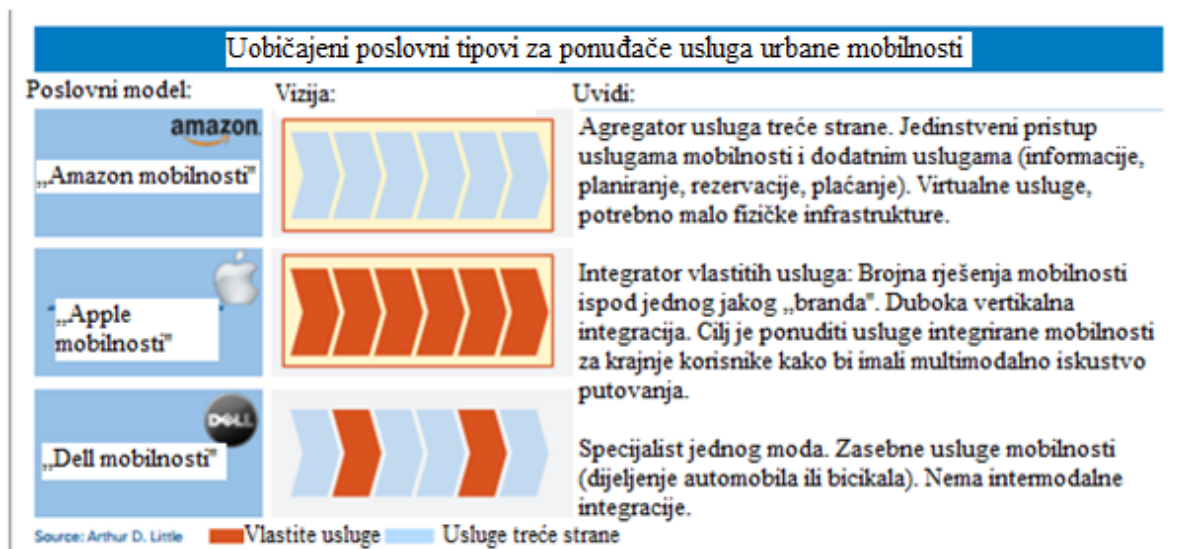 Uobičajeni poslovni tipovi za ponuđače usluga urbane mobilnosti
Poslovni model:
Vizija:
Uvidi:
amazon
„Amazon mobilnosti"
Agregator usluga treće strane. Jedinstveni pristup
uslugama mobilnosti i dodatnim uslugama (informacije,
planiranje, rezervacije, plaćanje). Virtualne usluge,
potrebno malo fizičke infrastrukture.
„Apple
mobilnosti"
Integrator vlastitih usluga: Brojna rješenja mobilnosti
ispod jednog jakog „branda". Duboka vertikalna
integracija. Cilj je ponuditi usluge integrirane mobilnosti
za krajnje korisnike kako bi imali multimodalno iskustvo
putovanja.
DELL
„Dell mobilnosti"
Specijalist jednog moda. Zasebne usluge mobilnosti
(dijeljenje automobila ili bicikala). Nema intermodalne
integracije.
Source: Arthur D. Little
Vlastite usluge
Usluge treće strane